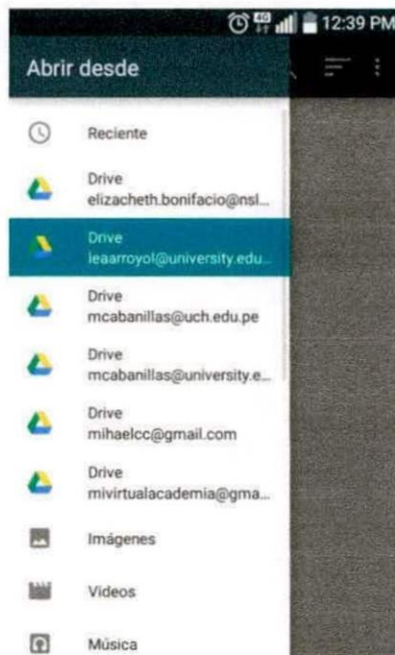 4G 12:39 PM
Abrir desde
Reciente
Drive
elizacheth.bonifacio@nsl...
Drive
leaarroyol@university.edu...
Drive
mcabanillas@uch.edu.pe
Drive
mcabanillas@university.e...
Drive
mihaelcc@gmail.com
Drive
mivirtualacademia@gma...
Imágenes
Videos
Música